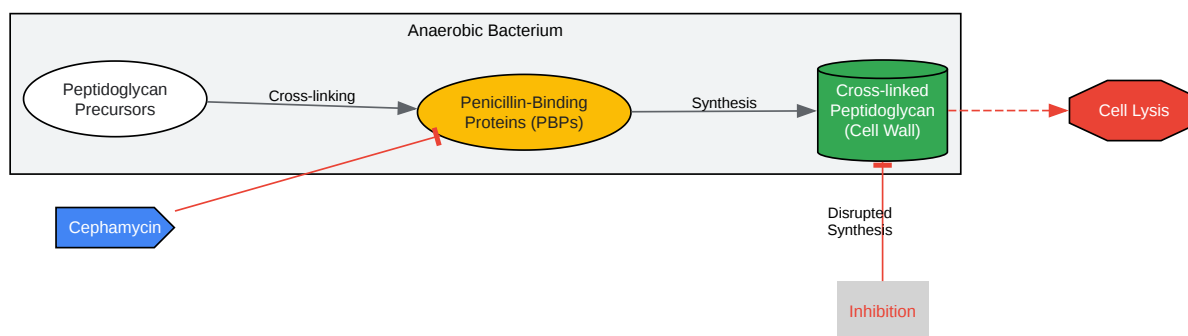 Anaerobic Bacterium
Peptidoglycan
Precursors
Cross-linking
Penicillin-Binding
Proteins (PBPs)
Synthesis
Cross-linked
Peptidoglycan
(Cell Wall)
Cell Lysis
Cephamycin
Disrupted
Synthesis
Inhibition